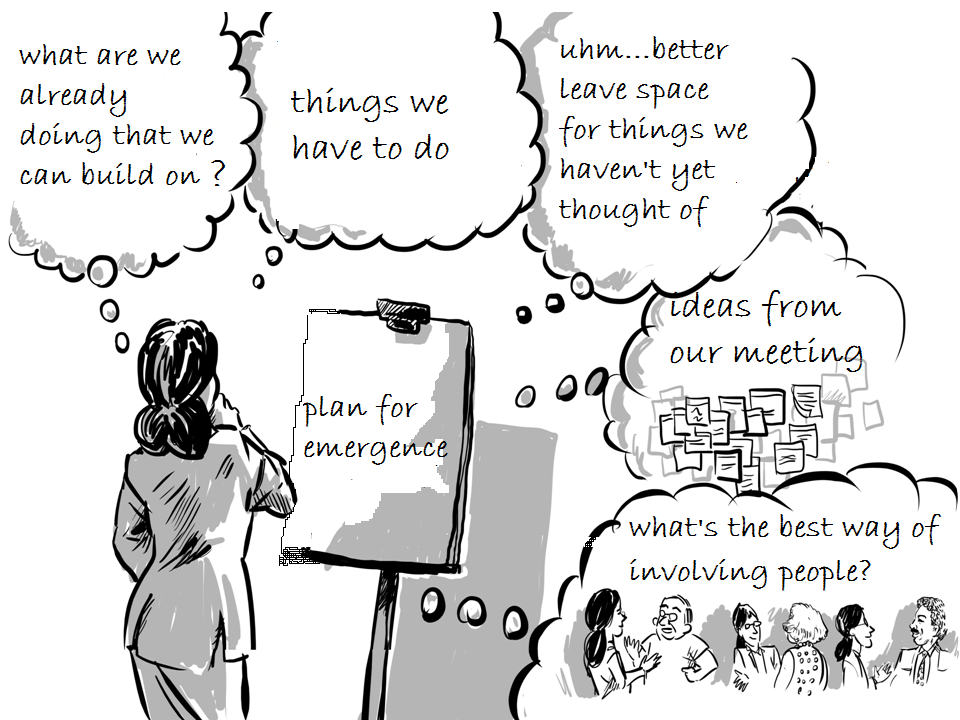 what are we
already
doing that we
can build on ?
things we
have to do
uhm...better
leave space
for things we
haven't yet
thought of
ideas from
our meeting
plan for
emergence
what's the best way of
involving people?